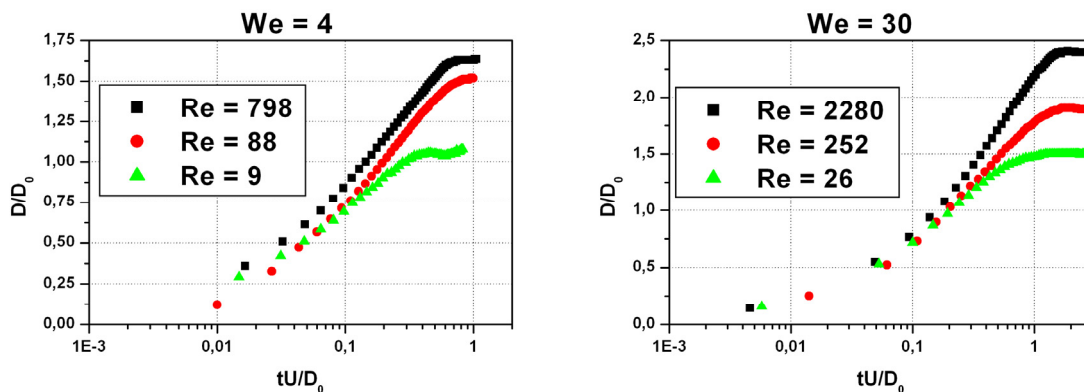 We = 4
1,75
1,50
1,25
1,00
0,75
0,50
0,25
0,00
D/D0
Re = 798
Re = 88
Re = 9
1E-3
0,01
0,1
1
tU/D0
We = 30
2,5
2,0
1,5
1,0
0,5
0,0
D/D0
Re = 2280
Re = 252
Re = 26
1E-3
0,01
0,1
1
tU/D0